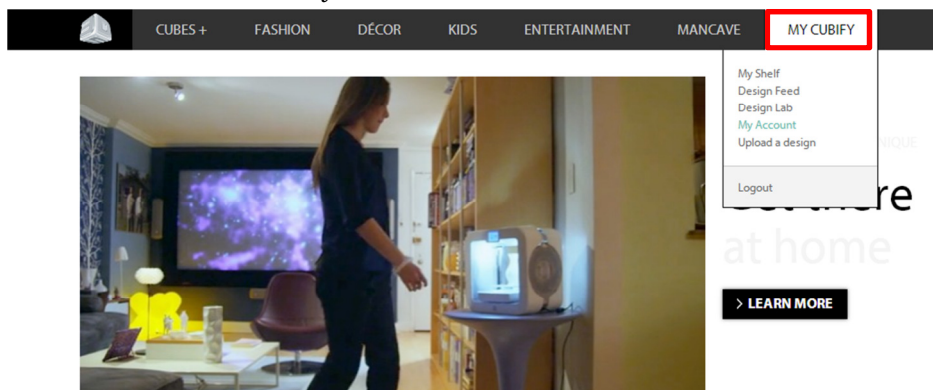 CUBES + FASHION DÉCOR KIDS ENTERTAINMENT MANCAVE MY CUBIFY
My Shelf
Design Feed
Design Lab
My Account
Upload a design
Logout
at home
> LEARN MORE